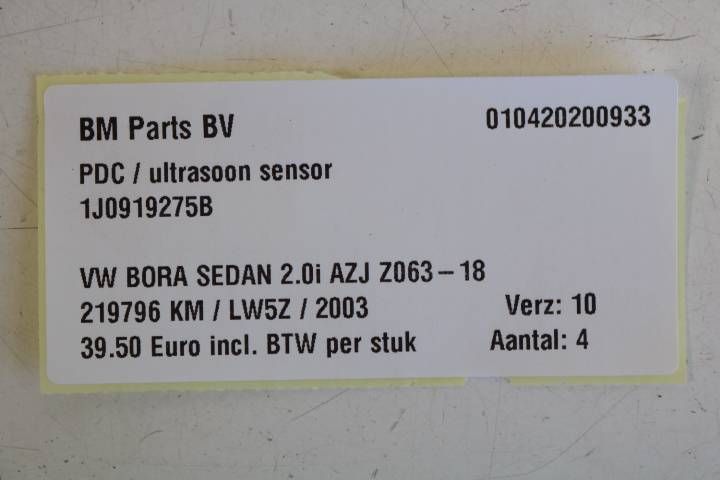 BM Parts BV 010420200933
PDC / ultrasoon sensor
1J0919275B
VW BORA SEDAN 2.0i AZJ Z063-18
219796 KM / LW5Z / 2003 Verz: 10
39.50 Euro incl. BTW per stuk Aantal: 4